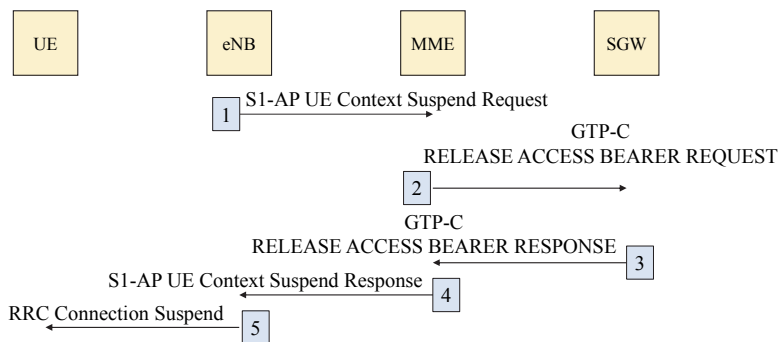 UE eNB MME SGW
S1-AP UE Context Suspend Request
1
GTP-C
RELEASE ACCESS BEARER REQUEST
2
GTP-C
RELEASE ACCESS BEARER RESPONSE
3
S1-AP UE Context Suspend Response
4
RRC Connection Suspend
5